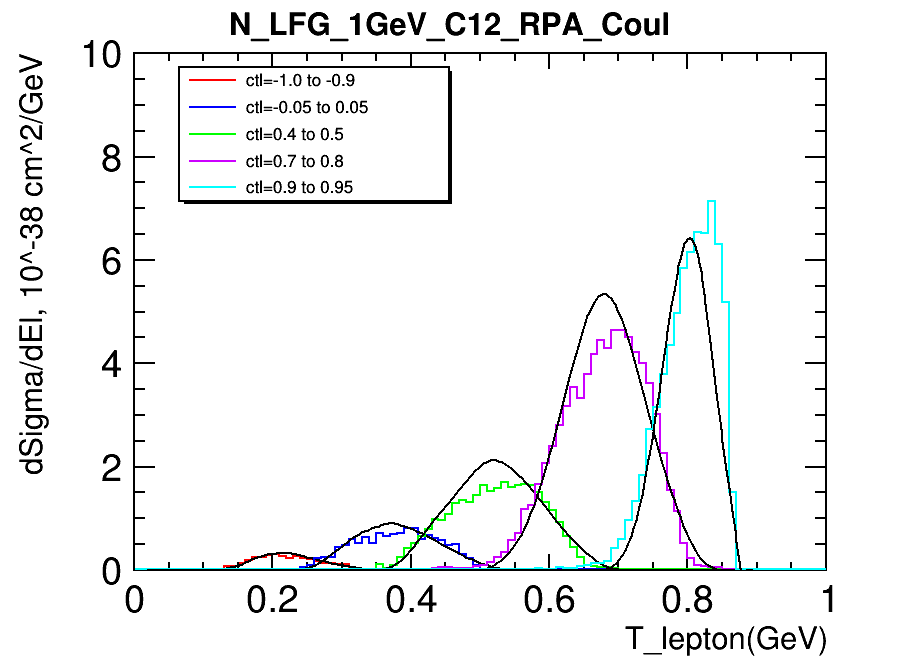 N_LFG_1GeV_C12_RPA_Coul
dSigma/dEl, 10^-38 cm^2/GeV
10
8
6
4
2
0
ctl=-1.0 to -0.9
ctl=-0.05 to 0.05
ctl=0.4 to 0.5
ctl=0.7 to 0.8
ctl=0.9 to 0.95
0 0.2 0.4 0.6 0.8 1
T_lepton(GeV)